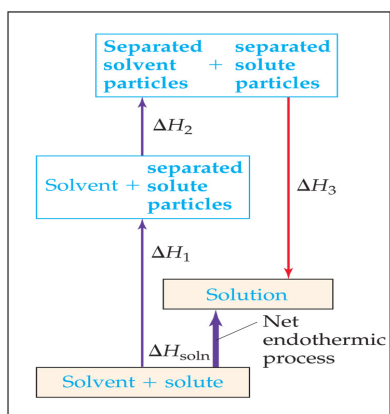 Separated separated
solvent + solute
particles particles
ΔH₂
separated
Solvent + solute
particles
ΔH₃
ΔH₁
Solution
Net
endothermic
process
ΔHsoln
Solvent + solute